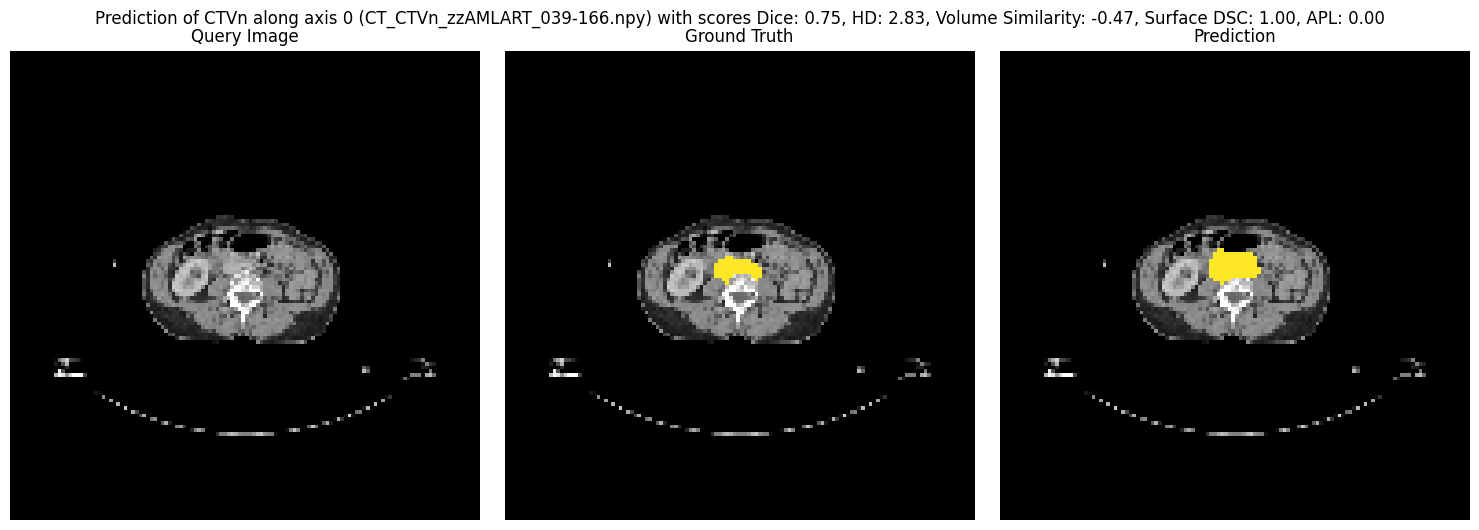 Prediction of CTVn along axis 0 (CT_CTVn_zzAMLART_039-166.npy) with scores Dice: 0.75, HD: 2.83, Volume Similarity: -0.47, Surface DSC: 1.00, APL: 0.00
Query Image
Ground Truth
Prediction